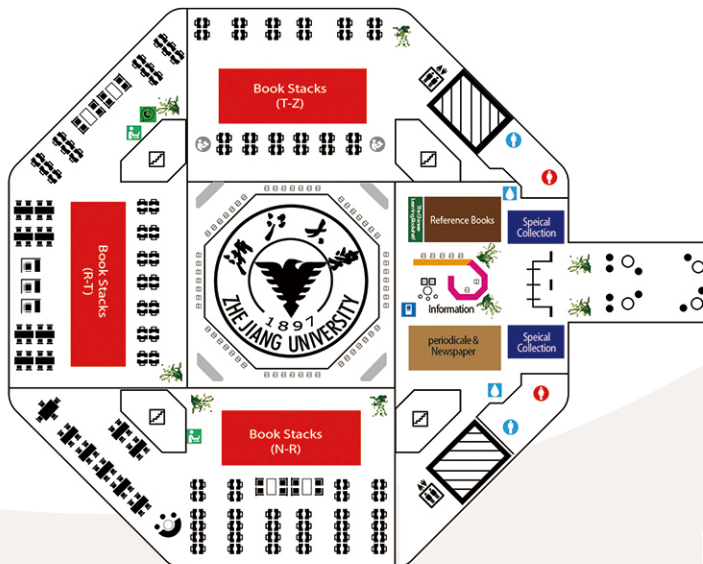 Book Stacks
(T-Z)
Reference Books
Speical
Collection
Book Stacks
(R-T)
浙江大学
1897
ZHEJIANG UNIVERSITY
Information
periodicale &
Newspaper
Speical
Collection
Book Stacks
(N-R)